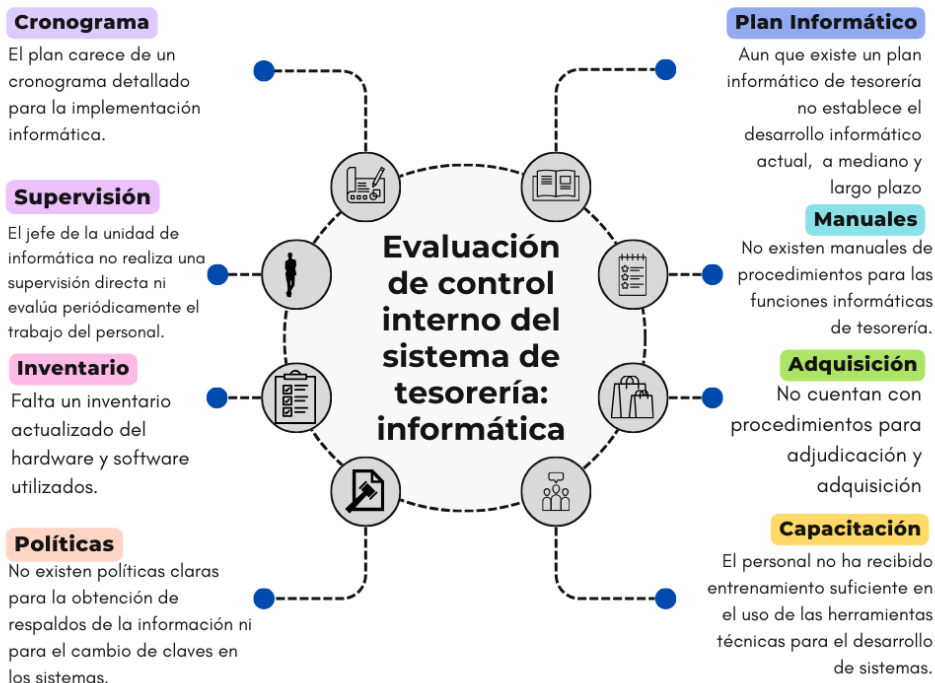 Cronograma
El plan carece de un
cronograma detallado
para la implementación
informática.
Supervisión
El jefe de la unidad de
informática no realiza una
supervisión directa ni
evalúa periódicamente el
trabajo del personal.
Inventario
Falta un inventario
actualizado del
hardware y software
utilizados.
Políticas
No existen políticas claras
para la obtención de
respaldos de la información ni
para el cambio de claves en
los sistemas.
Evaluación
de control
interno del
sistema de
tesorería:
informática
Plan Informático
Aun que existe un plan
informático de tesorería
no establece el
desarrollo informático
actual, a mediano y
largo plazo
Manuales
No existen manuales de
procedimientos para las
funciones informáticas
de tesorería.
Adquisición
No cuentan con
procedimientos para
adjudicación y
adquisición
Capacitación
El personal no ha recibido
entrenamiento suficiente en
el uso de las herramientas
técnicas para el desarrollo
de sistemas.